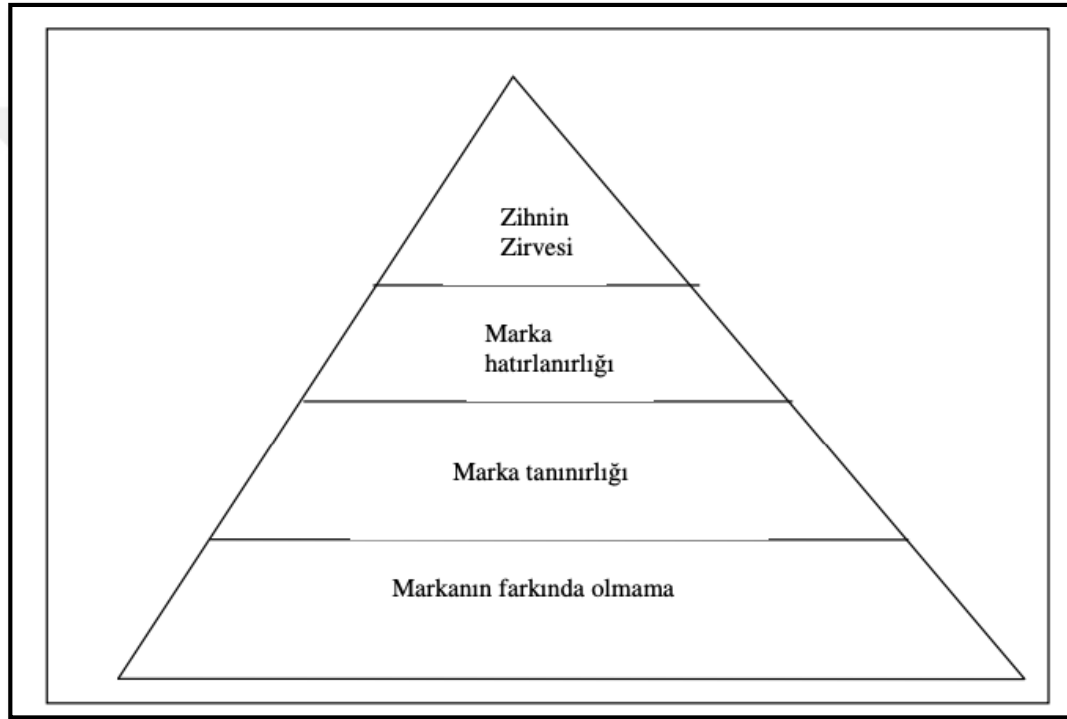 Zihnin
Zirvesi
Marka
hatırlanırlığı
Marka tanınırlığı
Markanın farkında olmama